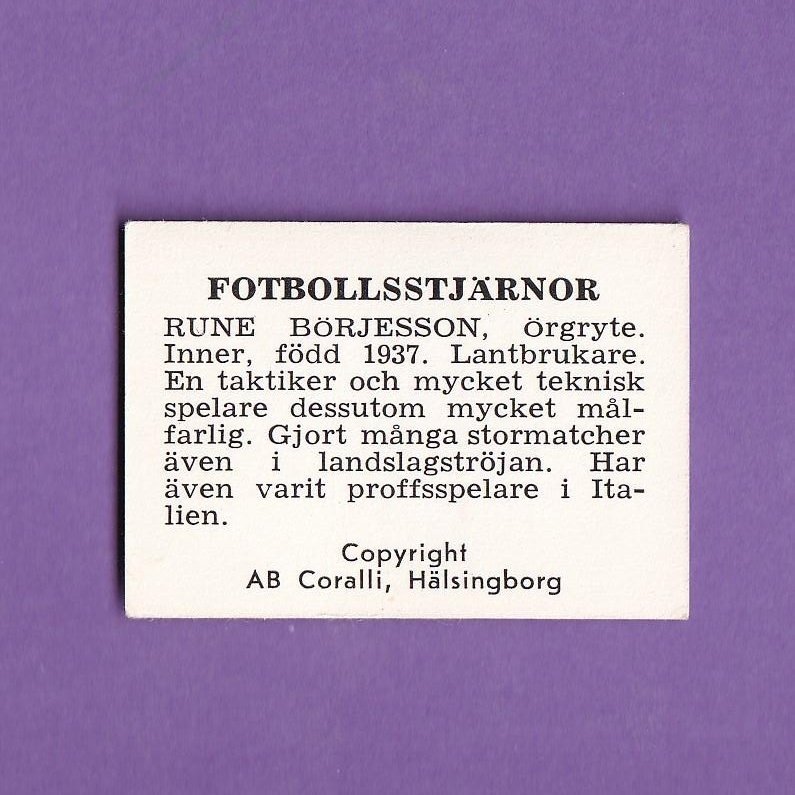 FOTBOLLSSTJÄRNOR
RUNE BöRJESSON, örgryte.
Inner, född 1937. Lantbrukare.
En taktiker och mycket teknisk
spelare dessutom mycket mål-
farlig. Gjort många stormatcher
även i landslagströjan. Har
även varit proffsspelare i Ita-
lien.
Copyright
AB Coralli, Hälsingborg